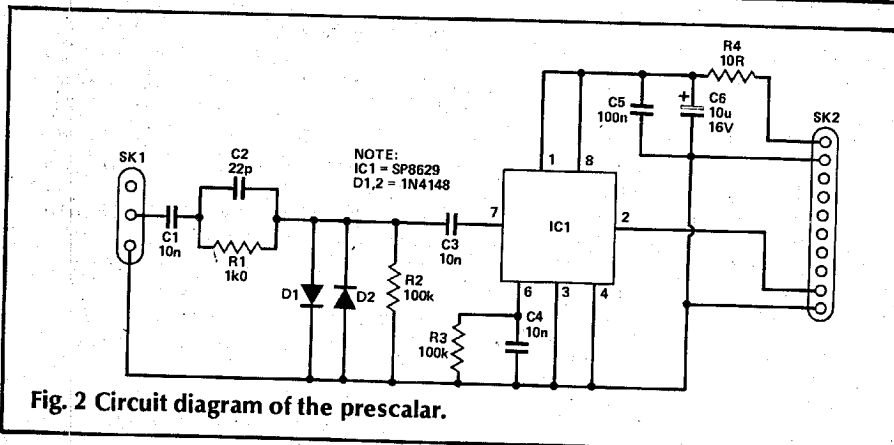 R4
10R
C5
100n
+
C6
10u
16V
SK2
SK1
C2
22p
NOTE:
IC1 = SP8629
D1,2 = 1N4148
1
8
C1
10n
R1
1k0
7
IC1
2
C3
10n
D1
D2
R2
100k
6
3
4
R3
100k
C4
10n
Fig. 2 Circuit diagram of the prescalar.